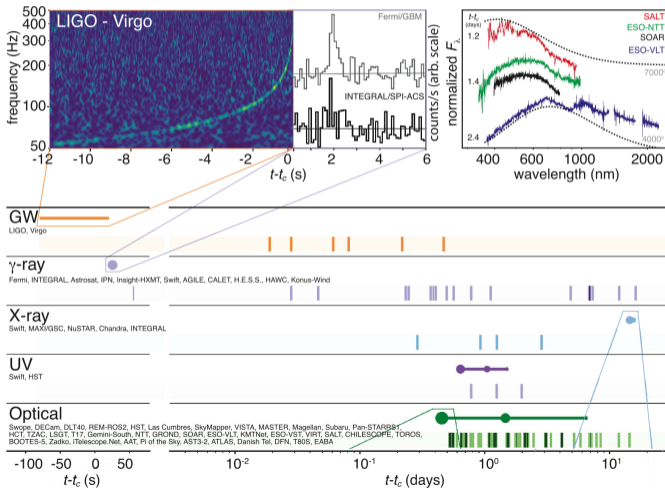 LIGO - Virgo
frequency (Hz)
500
400
300
200
100
50
-12 -10 -8 -6 -4 -2 0 2 4 6
t-tc (s)
Fermi/GBM
INTEGRAL/SPI-ACS
counts/s (arb. scale)
normalized Fλ
t-tc
(days)
1.2
1.4
2.4
SALT
ESO-NTT
SOAR
ESO-VLT
400 600 1000 2000
wavelength (nm)
GW
LIGO, Virgo
γ-ray
Fermi, INTEGRAL, Astrosat, IPN, Insight-HXMT, Swift, AGILE, CALET, H.E.S.S., HAWC, Konus-Wind
X-ray
Swift, MAXI/GSC, NuSTAR, Chandra, INTEGRAL
UV
Swift, HST
Optical
Swope, DECam, DLT40, REM-ROS2, HST, Las Cumbres, SkyMapper, VISTA, MASTER, Magellan, Subaru, Pan-STARRS1,
HCT, TZAC, LSGT, T17, Gemini-South, NTT, GROND, SOAR, ESO-VLT, KMTNet, ESO-VST, VIRT, SALT, CHILESCOPE, TOROS,
BOOTES-5, Zadko, iTelescope.Net, AAT, Pi of the Sky, AST3-2, ATLAS, Danish Tel, DFN, T80S, EABA
-100 -50 0 50
t-tc (s)
10-2 10-1 100 101
t-tc (days)